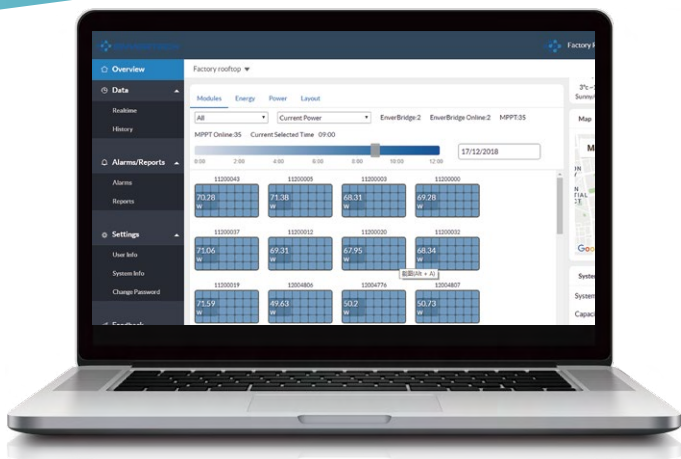 Factory
Overview
Factory rooftop
Data
Modules Energy Power Layout
Realtime
All Current Power EnverBridge:2 EnverBridge Online:2 MPPT:35
Map
History
MPPT Online:35 Current Selected Time 09:00
17/12/2018
0:00 2:00 4:00 6:00 8:00 10:00 12:00
Alarms/Reports
11200043 11200005 11200003 11200000
Alarms
70.28 71.38 68.31 69.28
W W W W
Reports
Settings
11200037 11200012 11200020 11200032
User Info
71.06 69.31 67.95 68.34
W W W W
System Info
截图(Alt + A)
Change Password
11200019 12004806 12004776 12004807
System
71.59 49.63 50.2 50.73
W W W W
Capaci
Feedback